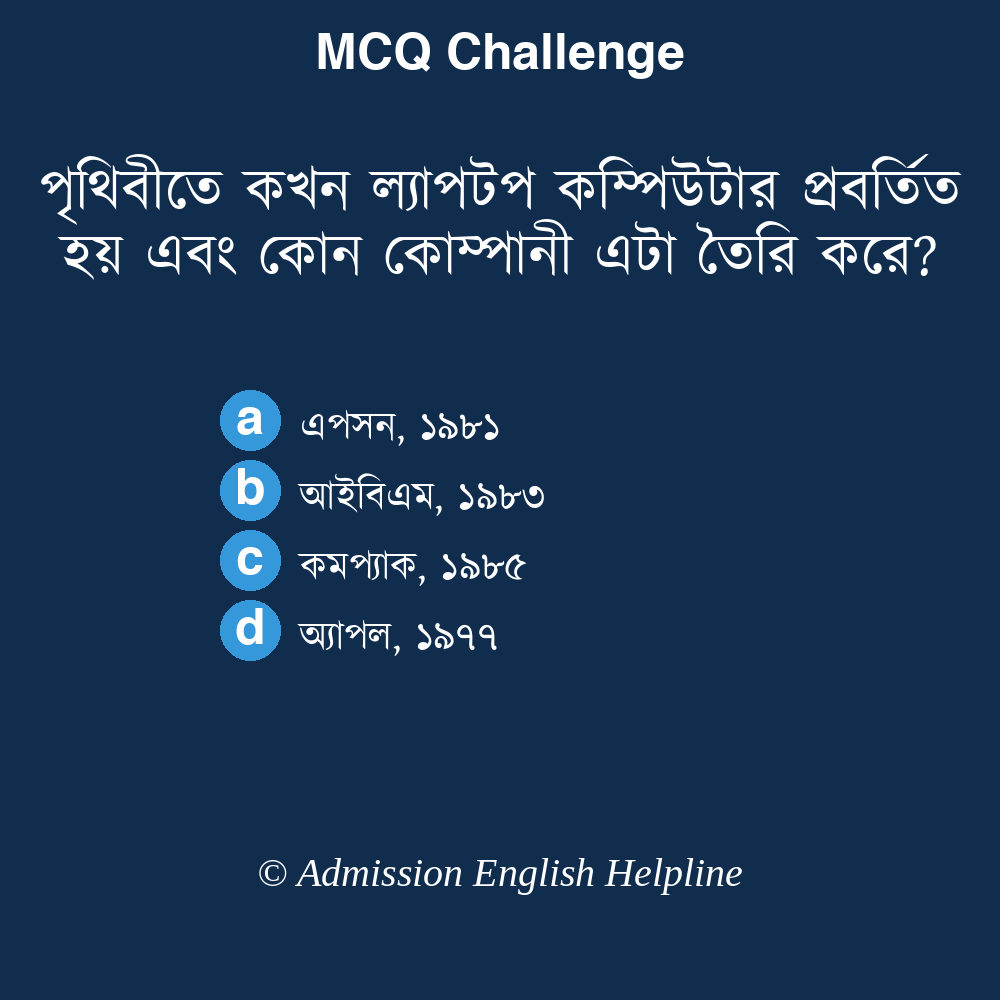 MCQ Challenge
পৃথিবীতে কখন ল্যাপটপ কম্পিউটার প্রবর্তিত
হয় এবং কোন কোম্পানী এটা তৈরি করে?
a এপসন, ১৯৮১
b আইবিএম, ১৯৮৩
c কমপ্যাক, ১৯৮৫
d অ্যাপল, ১৯৭৭
© Admission English Helpline